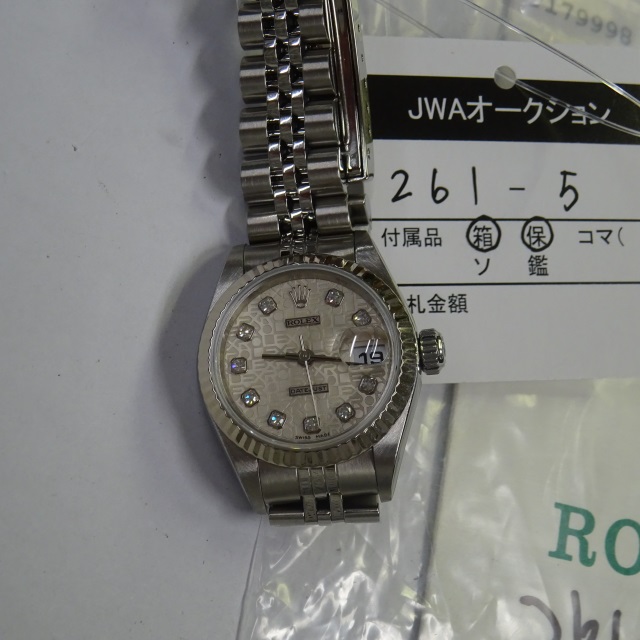 179998
JWAオークション
261-5
付属品 箱 保 コマ(
ソ 鑑
札金額
ROLEX
19
DATEJUST
SWISS MADE
RO